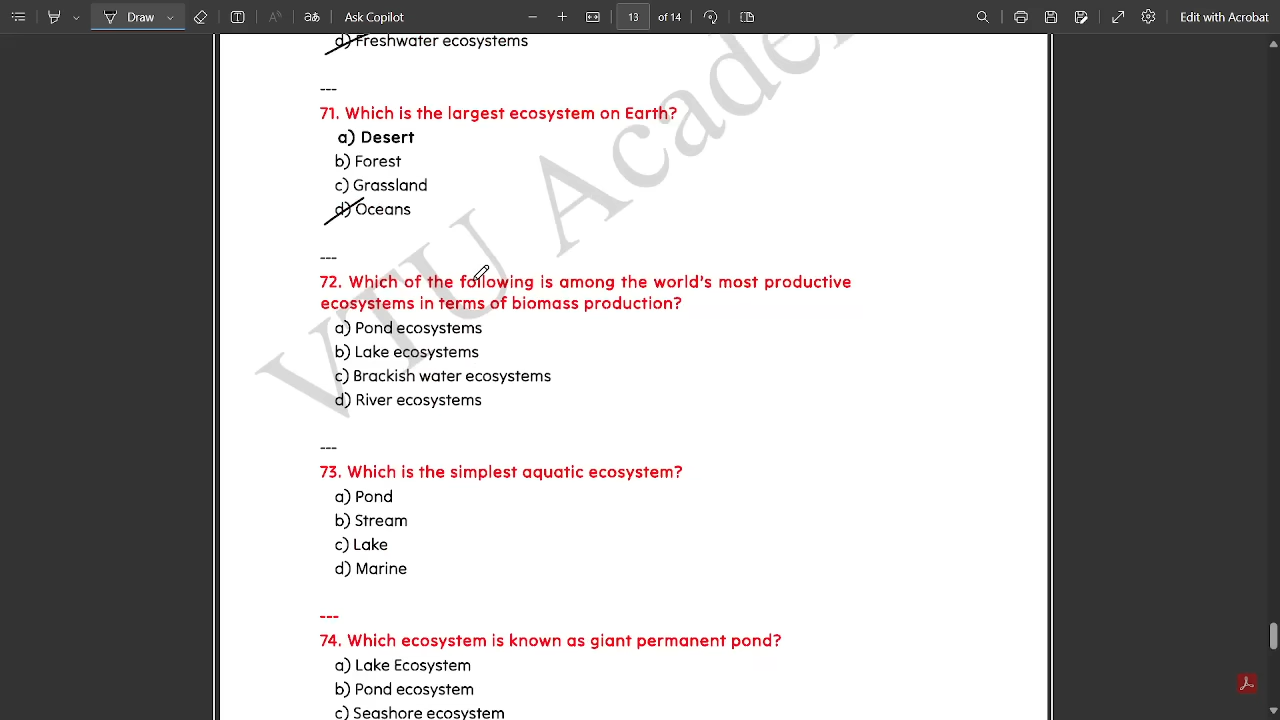 Draw
13 of 14
Edit with Acrobat
d) Freshwater ecosystems
---
71. Which is the largest ecosystem on Earth?
a) Desert
b) Forest
c) Grassland
d) Oceans
---
72. Which of the following is among the world's most productive
ecosystems in terms of biomass production?
a) Pond ecosystems
b) Lake ecosystems
c) Brackish water ecosystems
d) River ecosystems
---
73. Which is the simplest aquatic ecosystem?
a) Pond
b) Stream
c) Lake
d) Marine
---
74. Which ecosystem is known as giant permanent pond?
a) Lake Ecosystem
b) Pond ecosystem
c) Seashore ecosystem
VTU Acade